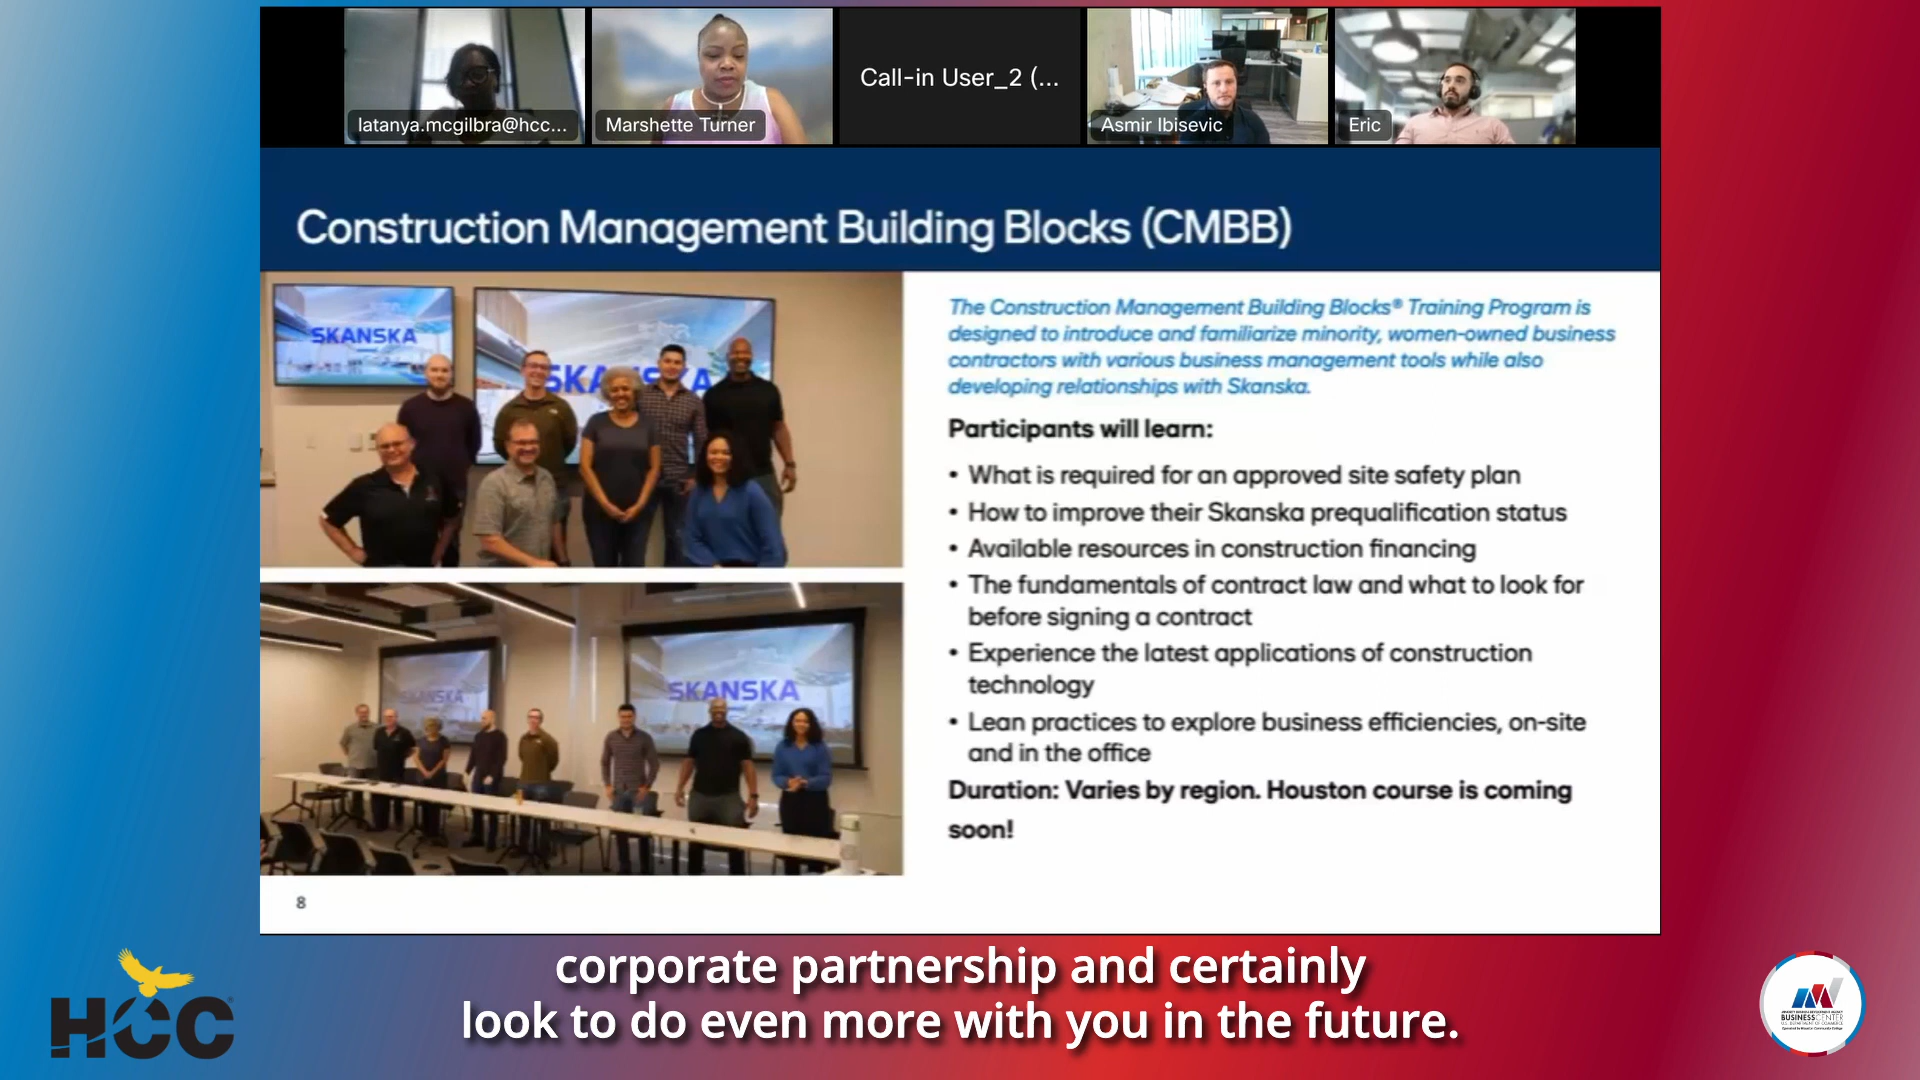 latanya.mcgilbra@hcc...
Marshette Turner
Call-in User_2 (...
Asmir Ibisevic
Eric
Construction Management Building Blocks (CMBB)
SKANSKA
SKANSKA
The Construction Management Building Blocks® Training Program is
designed to introduce and familiarize minority, women-owned business
contractors with various business management tools while also
developing relationships with Skanska.
Participants will learn:
• What is required for an approved site safety plan
• How to improve their Skanska prequalification status
• Available resources in construction financing
• The fundamentals of contract law and what to look for
before signing a contract
• Experience the latest applications of construction
technology
• Lean practices to explore business efficiencies, on-site
and in the office
Duration: Varies by region. Houston course is coming
soon!
SKANSKA
SKANSKA
8
corporate partnership and certainly
look to do even more with you in the future.
HCC
BUSINESS CENTER
U.S. DEPARTMENT OF COMMERCE